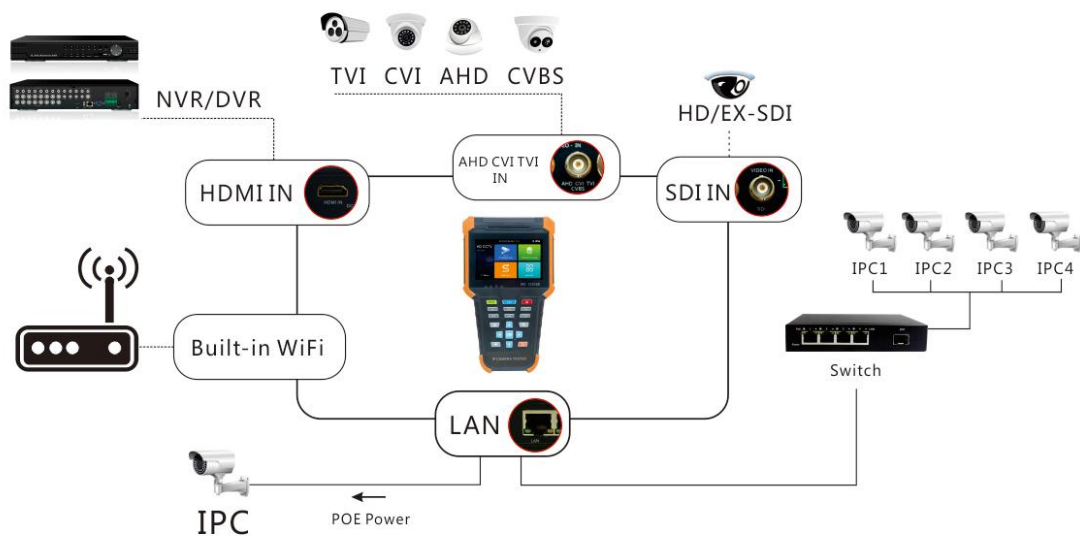 TVI CVI AHD CVBS
NVR/DVR
HD/EX-SDI
HDMI IN
HDMI IN
AHD CVI TVI
IN
AHD CVI TVI
CVBS
SDI IN
VIDEO IN
SDI
IPC1 IPC2 IPC3 IPC4
Built-in WiFi
Switch
LAN
LAN
IPC
POE Power